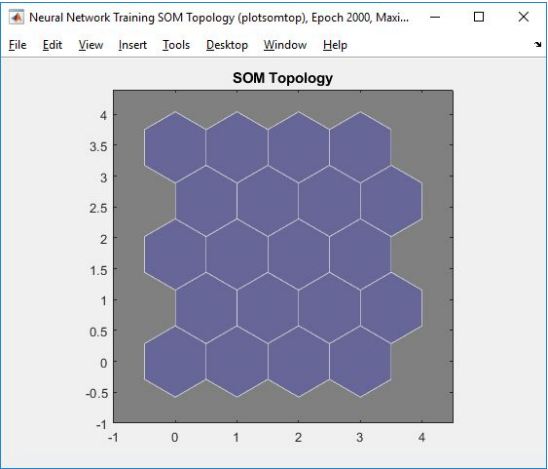 Neural Network Training SOM Topology (plotsomtop), Epoch 2000, Maxi...
File Edit View Insert Tools Desktop Window Help
SOM Topology
4
3.5
3
2.5
2
1.5
1
0.5
0
-0.5
-1
-1 0 1 2 3 4